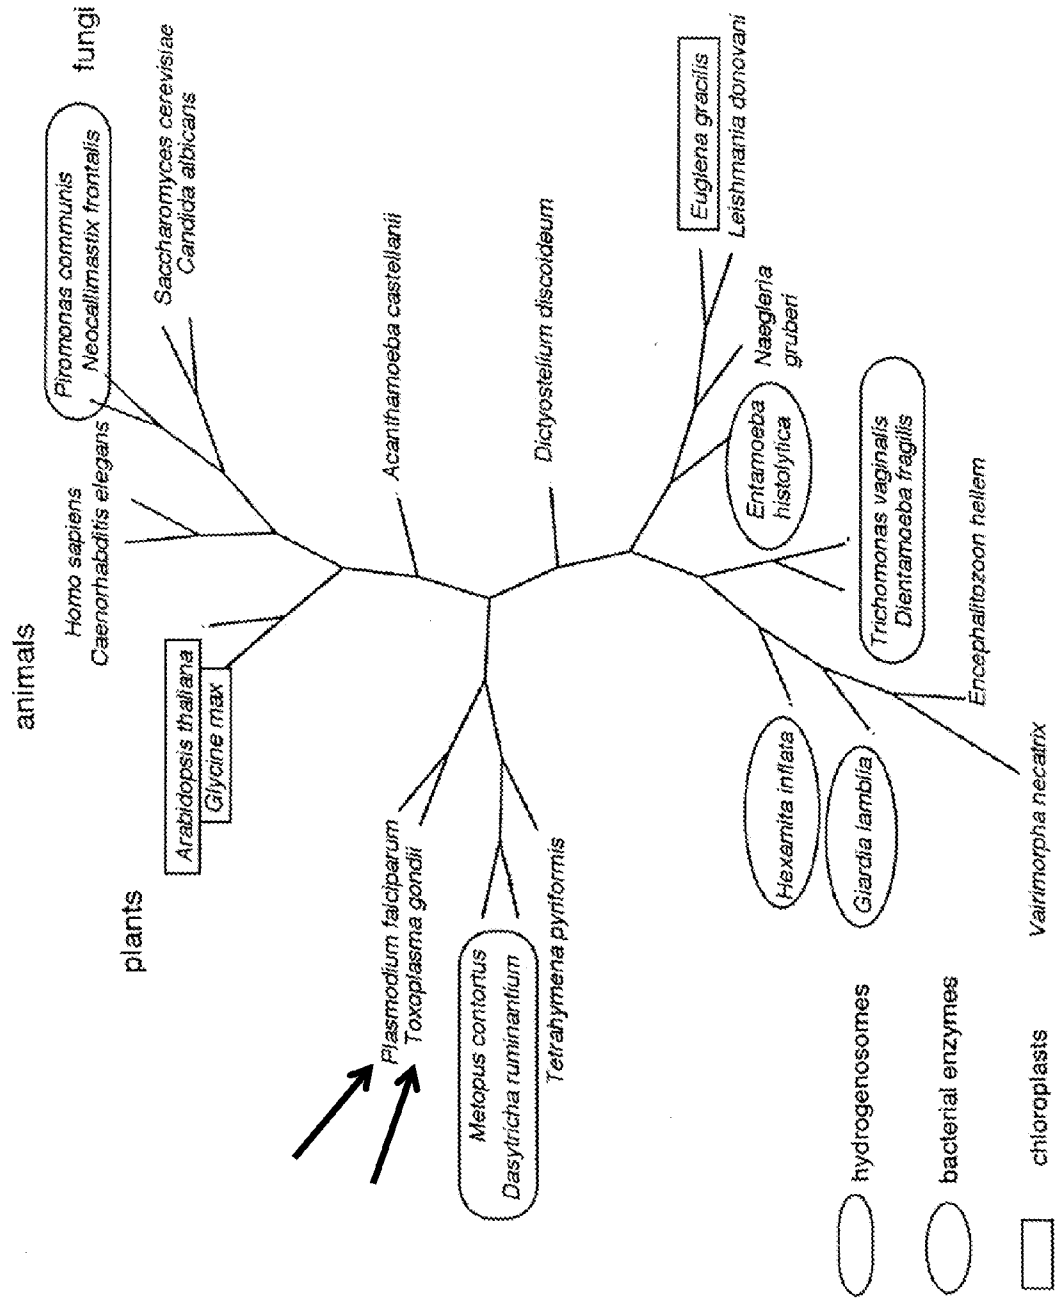 plants
animals
fungi
Arabidopsis thaliana
Glycine max
Homo sapiens
Caenorhabditis elegans
Piromonas communis
Neocallimastix frontalis
Saccharomyces cerevisiae
Candida albicans
Plasmodium falciparum
Toxoplasma gondii
Acanthamoeba castellanii
Metopus contortus
Dasytricha ruminantium
Tetrahymena pyriformis
Dictyostelium discoideum
Euglena gracilis
Leishmania donovani
Naegleria
gruberi
Entamoeba
histolytica
Hexamita inflata
Giardia lamblia
Trichomonas vaginalis
Dientamoeba fragilis
Encephalitozoon hellem
Vairimorpha necatrix
hydrogenosomes
bacterial enzymes
chloroplasts